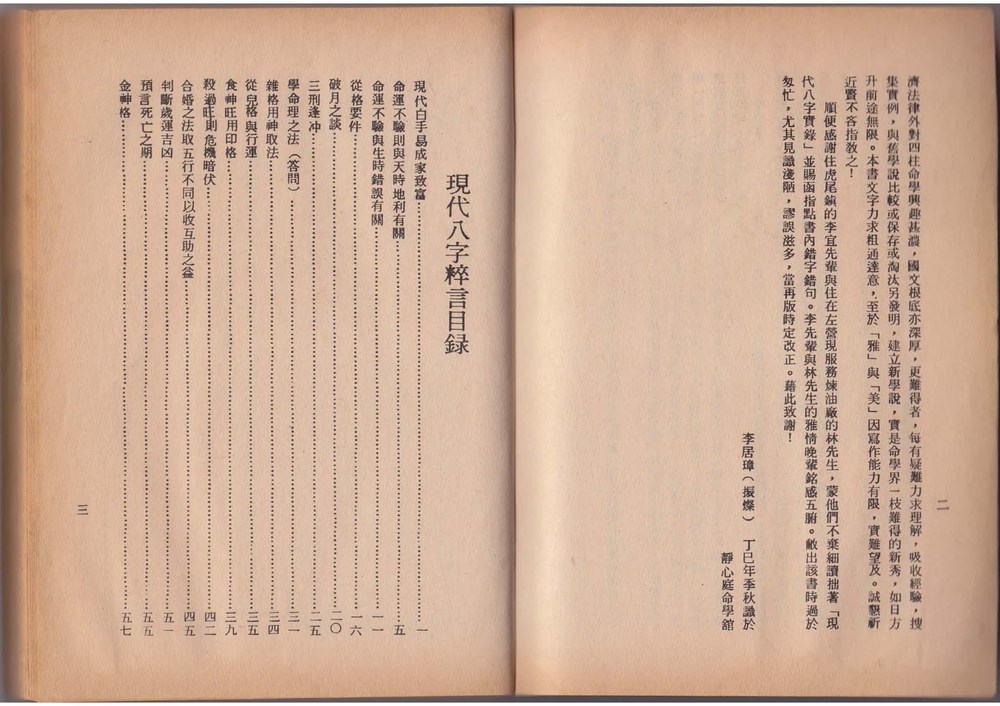 濟法律外對四柱命學興趣甚濃，國文根底亦深厚，更難得者，每有疑難力求理解，吸收經驗，搜
集實例，與舊學說比較或保存或淘汰另發明，建立新學說，實是命學界一枝難得的新秀，如日方
升前途無限。本書文字力求粗通達意，至於「雅」與「美」因寫作能力有限，實難望及。誠懇祈
近賢不吝指敎之！
順便感謝住虎尾鎮的李宜先輩與住在左營現服務煉油廠的林先生，蒙他們不棄細讀拙著「現
代八字實錄」並賜函指點書內錯字錯句。李先輩與林先生的雅情晚輩銘感五腑。敝出該書時過於
匆忙，尤其見識淺陋，謬誤滋多，當再版時定改正。藉此致謝！
李居璋（振燦）　丁巳年季秋識於
靜心庭命學舘
二
現代八字粹言目録
現代白手易成家致富…………一
命運不驗則與天時地利有關…………五
命運不驗與生時錯誤有關…………一一
從格要件…………一六
破月之談…………二〇
三刑逢冲…………二五
學命理之法（答問）…………三一
雜格用神取法…………三四
從兒格與行運…………三五
食神旺用印格…………三九
殺過旺則危機暗伏…………四二
合婚之法取五行不同以收互助之益…………四五
判斷歲運吉凶…………五一
預言死亡之期…………五五
金神格…………五七
三